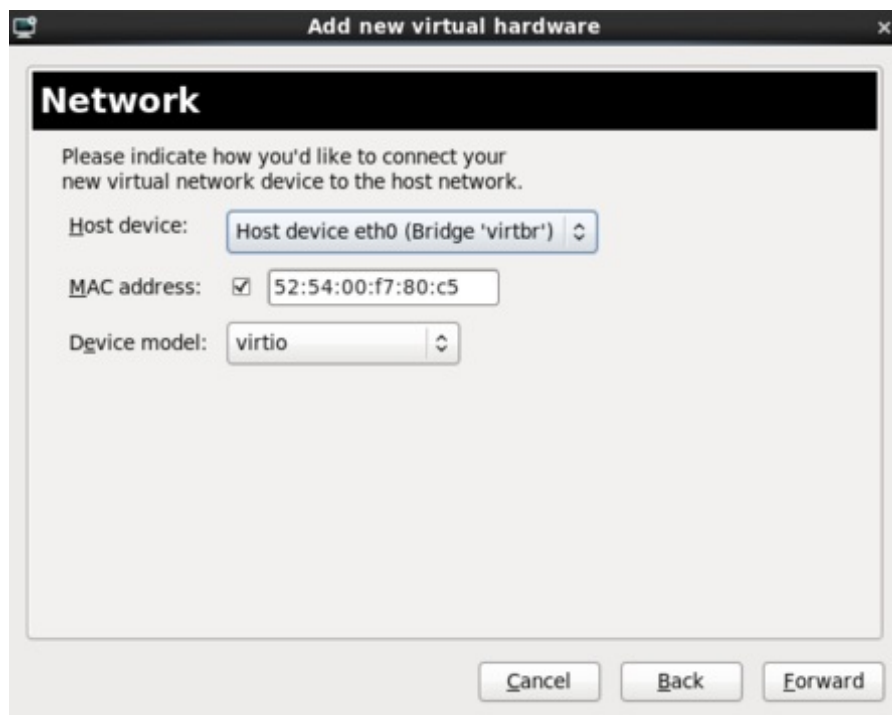 Add new virtual hardware
Network
Please indicate how you'd like to connect your
new virtual network device to the host network.
Host device: Host device eth0 (Bridge 'virtbr')
MAC address: 52:54:00:f7:80:c5
Device model: virtio
Cancel Back Forward